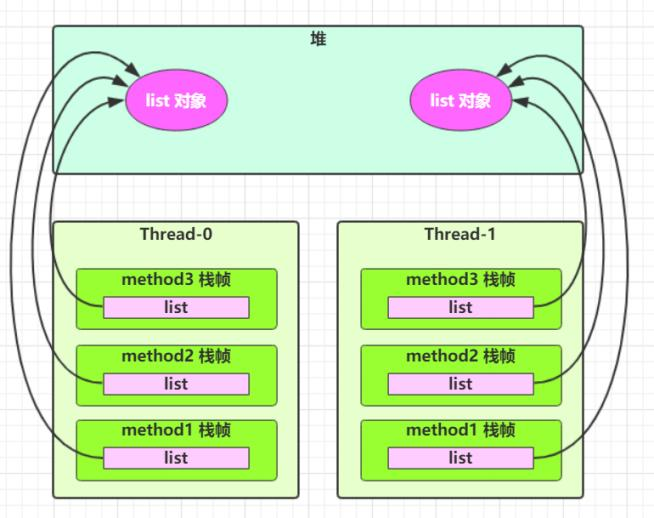 堆
list 对象
list 对象
Thread-0
method3 栈帧
list
method2 栈帧
list
method1 栈帧
list
Thread-1
method3 栈帧
list
method2 栈帧
list
method1 栈帧
list